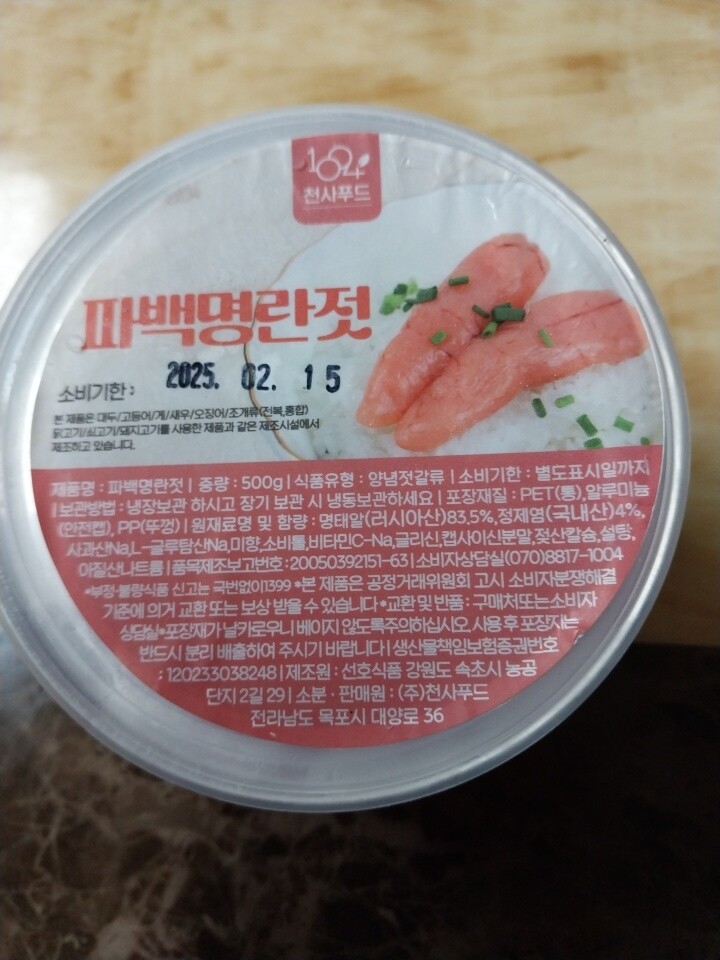 1004
천사푸드
파백명란젓
소비기한 : 2025. 02. 15
본 제품은 대두/고등어/게/새우/오징어/조개류(전복,홍합)
닭고기/쇠고기/돼지고기를 사용한 제품과 같은 제조시설에서
제조하고 있습니다.
제품명 : 파백명란젓 | 중량 : 500g | 식품유형 : 양념젓갈류 | 소비기한 : 별도표시일까지
| 보관방법 : 냉장보관 하시고 장기 보관 시 냉동보관하세요 | 포장재질 : PET(통),알루미늄
(안전캡), PP(뚜껑) | 원재료명 및 함량 : 명태알(러시아산)83.5%,정제염(국내산)4%,
사과산Na,L-글루탐산Na,미향,소비톨,비타민C-Na,글리신,캡사이신분말,젖산칼슘,설탕,
아질산나트륨 | 품목제조보고번호 : 20050392151-63 | 소비자상담실(070)8817-1004
*부정·불량식품 신고는 국번없이1399 *본 제품은 공정거래위원회 고시 소비자분쟁해결
기준에 의거 교환 또는 보상 받을 수 있습니다 *교환 및 반품 : 구매처또는소비자
상담실*포장재가 날카로우니 베이지 않도록주의하십시오. 사용 후 포장지는
반드시 분리 배출하여 주시기 바랍니다 | 생산물책임보험증권번호
: 120233038248 | 제조원 : 선호식품 강원도 속초시 농공
단지 2길 29 | 소분 · 판매원 : (주)천사푸드
전라남도 목포시 대양로 36